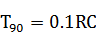 T₉₀ = 0.1RC